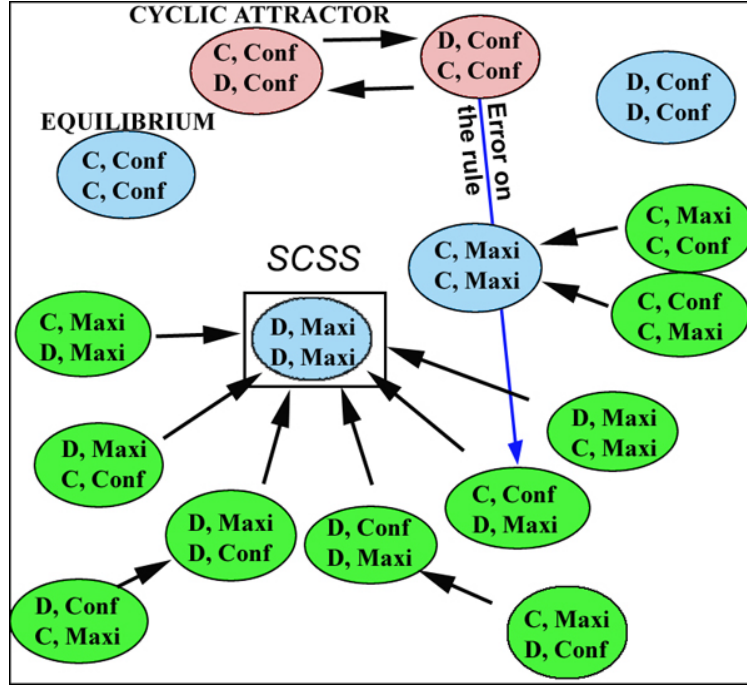 CYCLIC ATTRACTOR
C, Conf
D, Conf
D, Conf
C, Conf
D, Conf
D, Conf
EQUILIBRIUM
C, Conf
C, Conf
Error on
the rule
C, Maxi
C, Conf
C, Maxi
C, Maxi
SCSS
C, Conf
C, Maxi
C, Maxi
D, Maxi
D, Maxi
D, Maxi
D, Maxi
C, Maxi
D, Maxi
C, Conf
C, Conf
D, Maxi
D, Maxi
D, Conf
D, Conf
D, Maxi
D, Conf
C, Maxi
C, Maxi
D, Conf